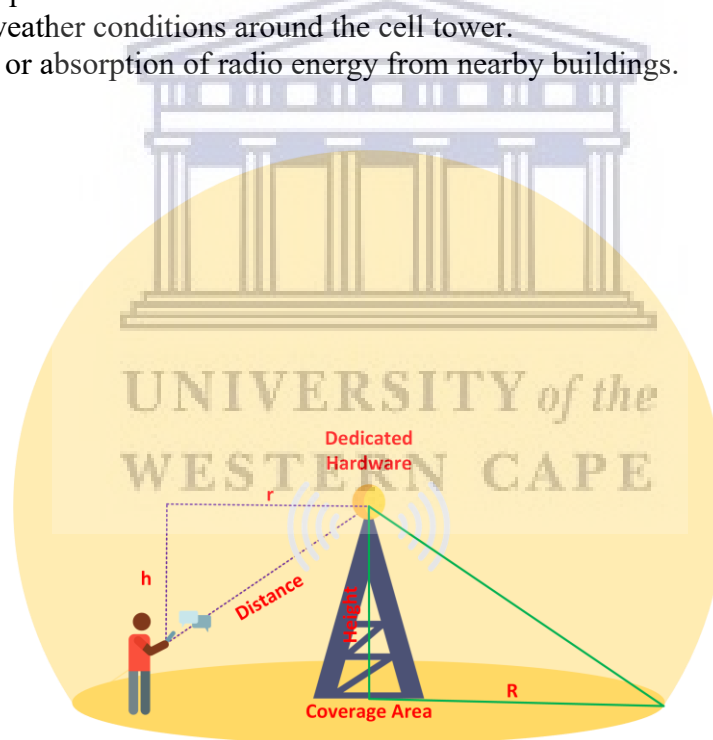 weather conditions around the cell tower.
or absorption of radio energy from nearby buildings.
UNIVERSITY of the
WESTERN CAPE
Dedicated
Hardware
r
h
Distance
Height
R
Coverage Area